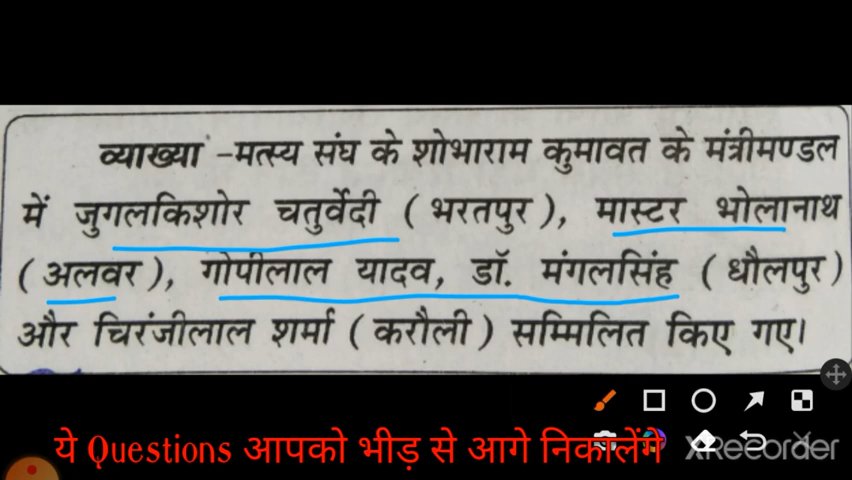 व्याख्या -मत्स्य संघ के शोभाराम कुमावत के मंत्रीमण्डल
में जुगलकिशोर चतुर्वेदी ( भरतपुर ), मास्टर भोलानाथ
( अलवर ), गोपीलाल यादव, डॉ. मंगलसिंह ( धौलपुर )
और चिरंजीलाल शर्मा ( करौली ) सम्मिलित किए गए।
ये Questions आपको भीड़ से आगे निकालेंगे
XRecorder